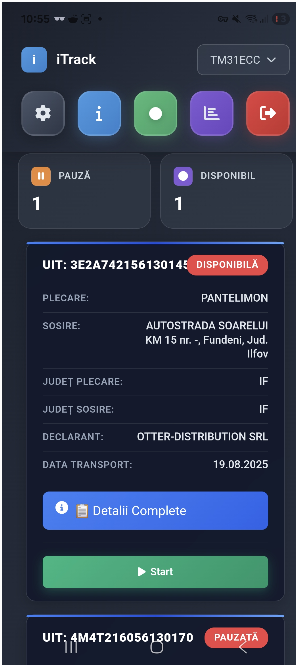 10:55
iTrack
TM31ECC
PAUZĂ
1
DISPONIBIL
1
UIT: 3E2A742156130145
DISPONIBILĂ
PLECARE: PANTELIMON
SOSIRE: AUTOSTRADA SOARELUI
KM 15 nr. -, Fundeni, Jud.
Ilfov
JUDEȚ PLECARE: IF
JUDEȚ SOSIRE: IF
DECLARANT: OTTER-DISTRIBUTION SRL
DATA TRANSPORT: 19.08.2025
Detalii Complete
Start
UIT: 4M4T216056130170
PAUZATĂ